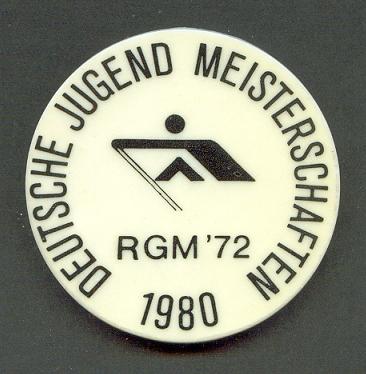 DEUTSCHE JUGEND MEISTERSCHAFTEN
RGM '72
1980